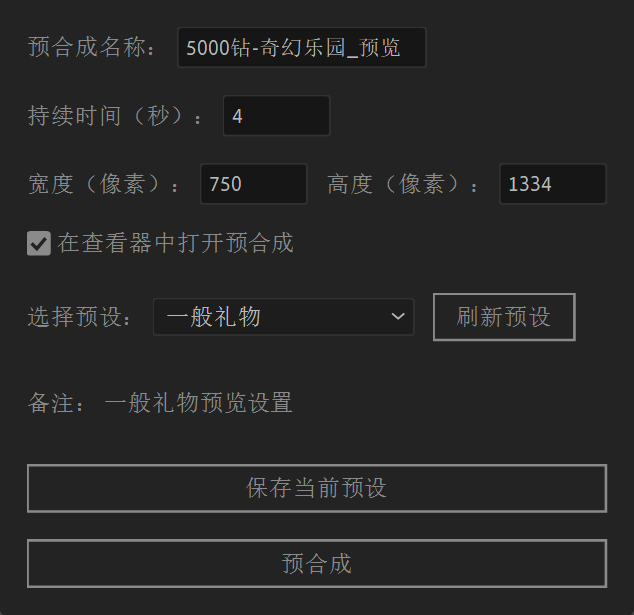 预合成名称： 5000钻-奇幻乐园_预览
持续时间（秒）： 4
宽度（像素）： 750 高度（像素）： 1334
在查看器中打开预合成
选择预设： 一般礼物 刷新预设
备注： 一般礼物预览设置
保存当前预设
预合成